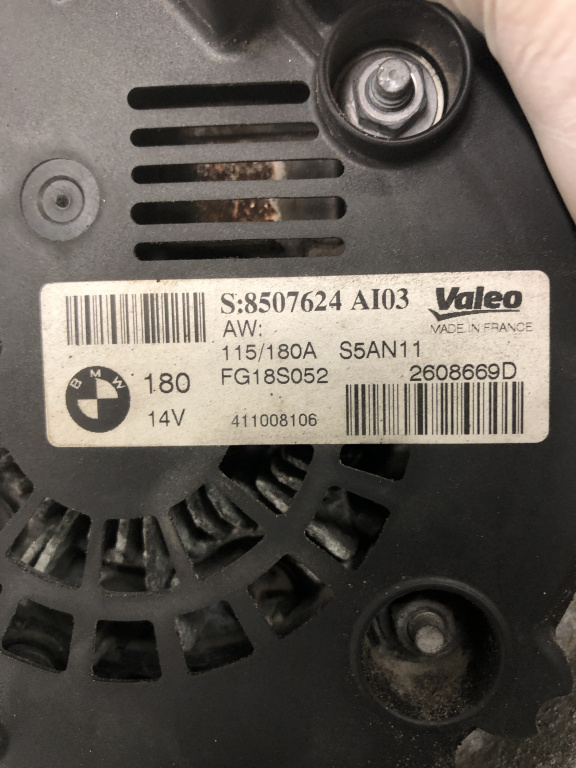 S:8507624 AI03 Valeo
AW: MADE IN FRANCE
115/180A S5AN11
BMW 180 FG18S052 2608669D
14V 411008106